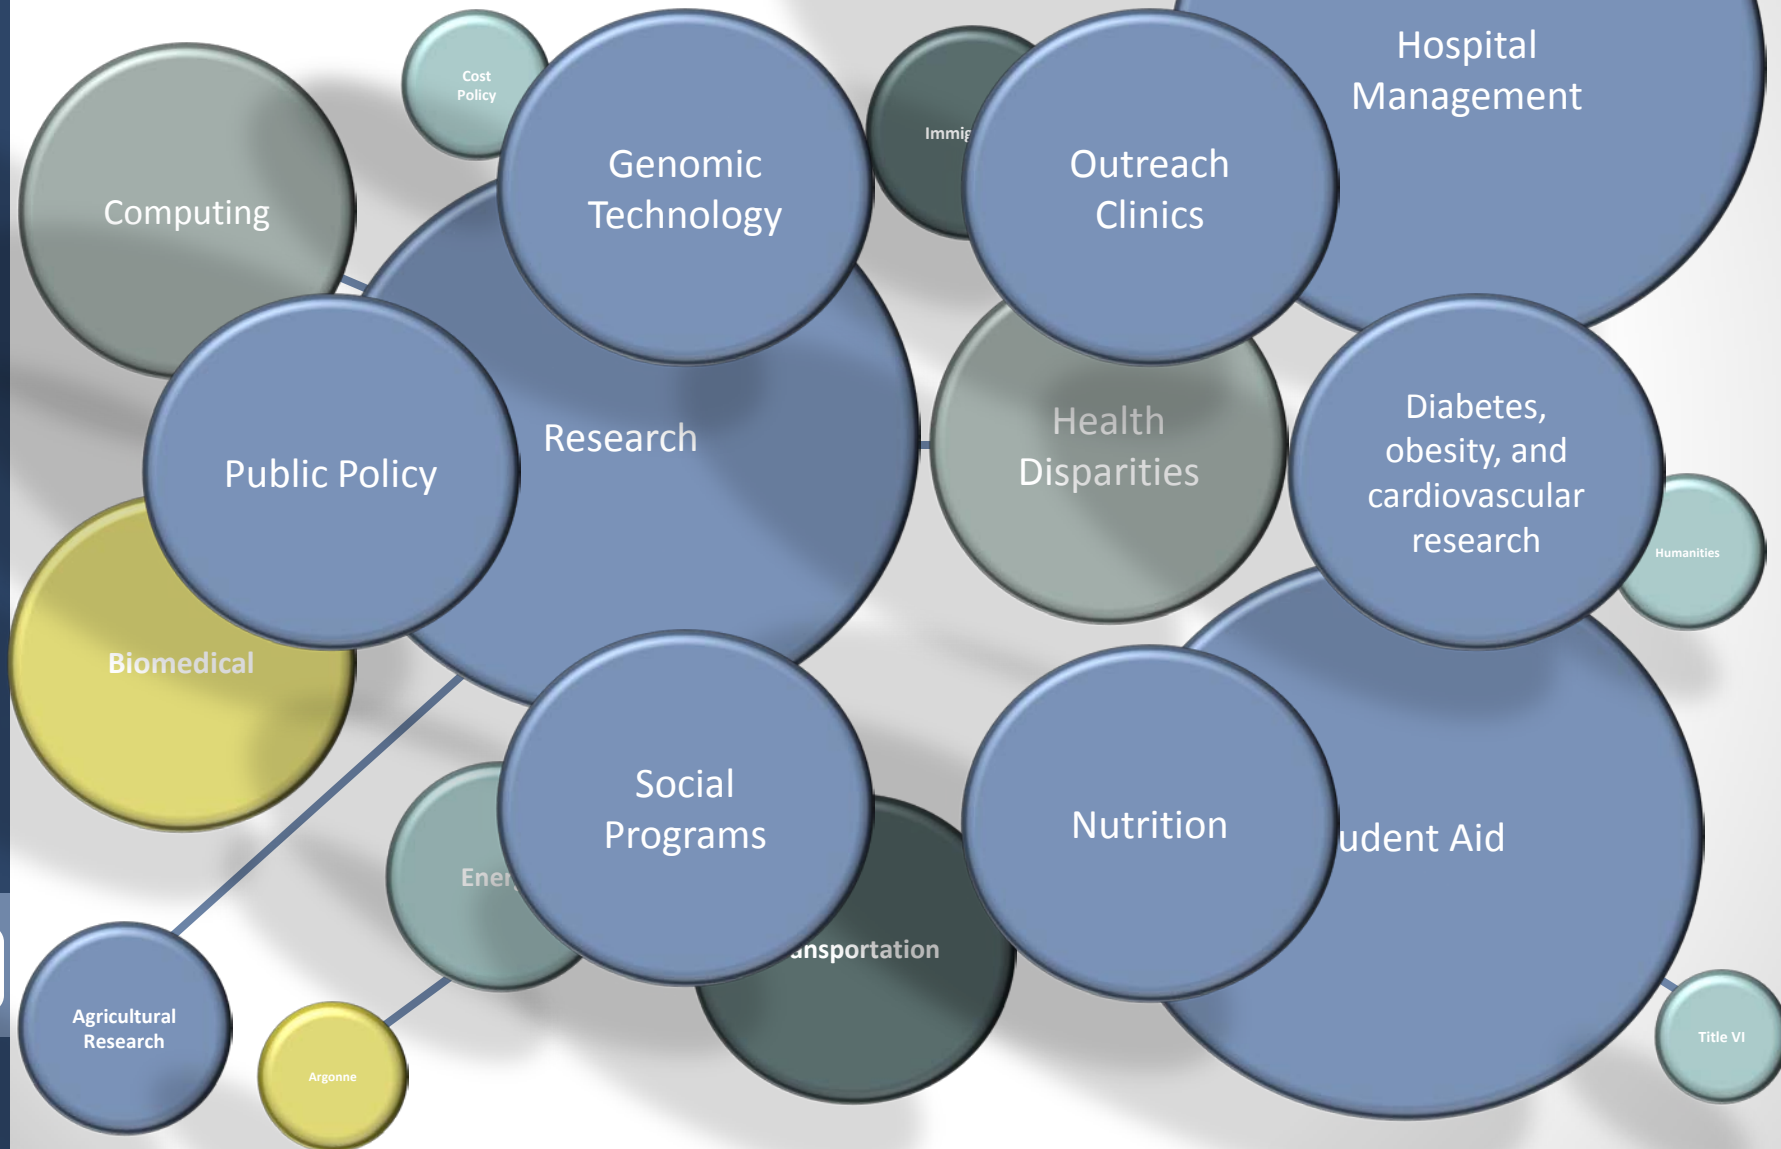 Hospital
Management
Cost
Policy
Genomic
Technology
Immig
Outreach
Clinics
Computing
Research
Public Policy
Health
Disparities
Diabetes,
obesity, and
cardiovascular
research
Humanities
Biomedical
Social
Programs
Nutrition
udent Aid
Ener
ansportation
Agricultural
Research
Argonne
Title VI